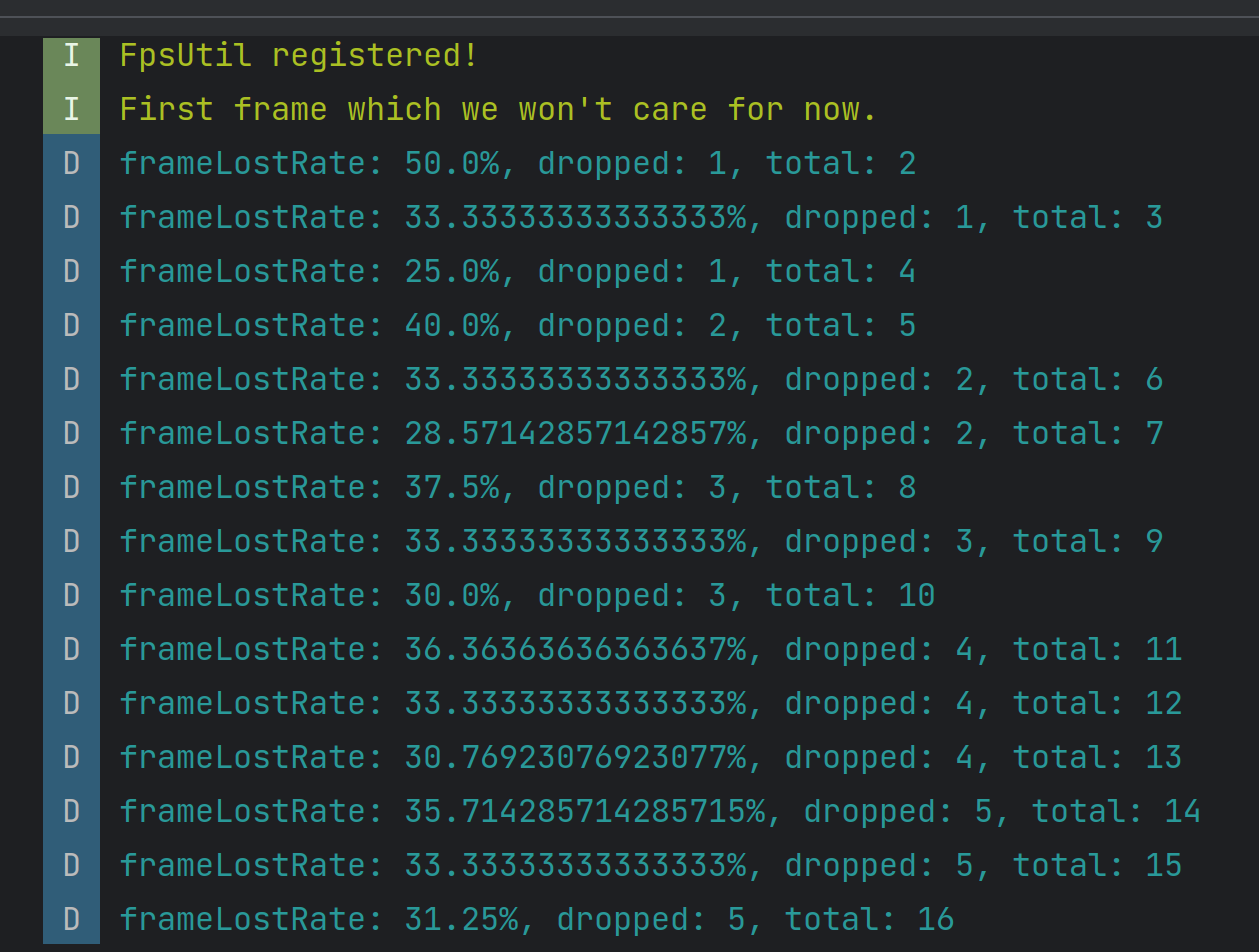 I FpsUtil registered!
I First frame which we won't care for now.
D frameLostRate: 50.0%, dropped: 1, total: 2
D frameLostRate: 33.33333333333333%, dropped: 1, total: 3
D frameLostRate: 25.0%, dropped: 1, total: 4
D frameLostRate: 40.0%, dropped: 2, total: 5
D frameLostRate: 33.33333333333333%, dropped: 2, total: 6
D frameLostRate: 28.57142857142857%, dropped: 2, total: 7
D frameLostRate: 37.5%, dropped: 3, total: 8
D frameLostRate: 33.33333333333333%, dropped: 3, total: 9
D frameLostRate: 30.0%, dropped: 3, total: 10
D frameLostRate: 36.36363636363637%, dropped: 4, total: 11
D frameLostRate: 33.33333333333333%, dropped: 4, total: 12
D frameLostRate: 30.76923076923077%, dropped: 4, total: 13
D frameLostRate: 35.714285714285715%, dropped: 5, total: 14
D frameLostRate: 33.33333333333333%, dropped: 5, total: 15
D frameLostRate: 31.25%, dropped: 5, total: 16